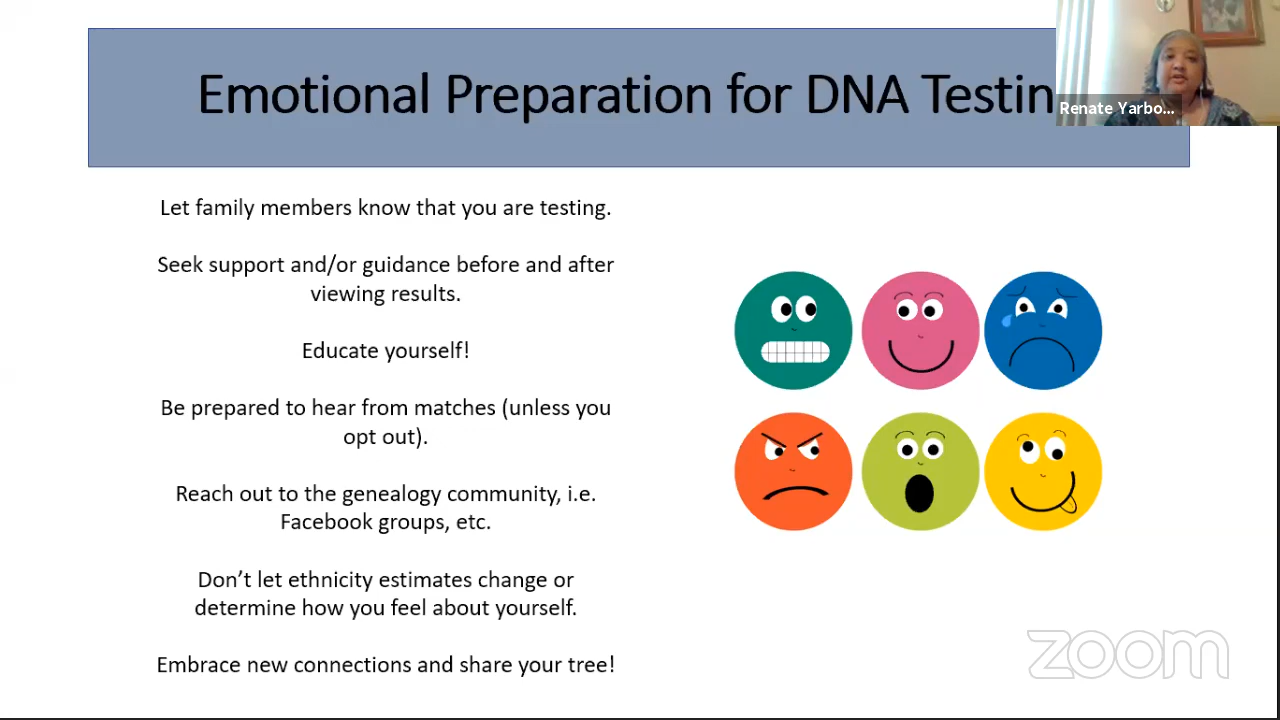 Emotional Preparation for DNA Testin
Renate Yarbo...
Let family members know that you are testing.
Seek support and/or guidance before and after
viewing results.
Educate yourself!
Be prepared to hear from matches (unless you
opt out).
Reach out to the genealogy community, i.e.
Facebook groups, etc.
Don’t let ethnicity estimates change or
determine how you feel about yourself.
Embrace new connections and share your tree!
zoom